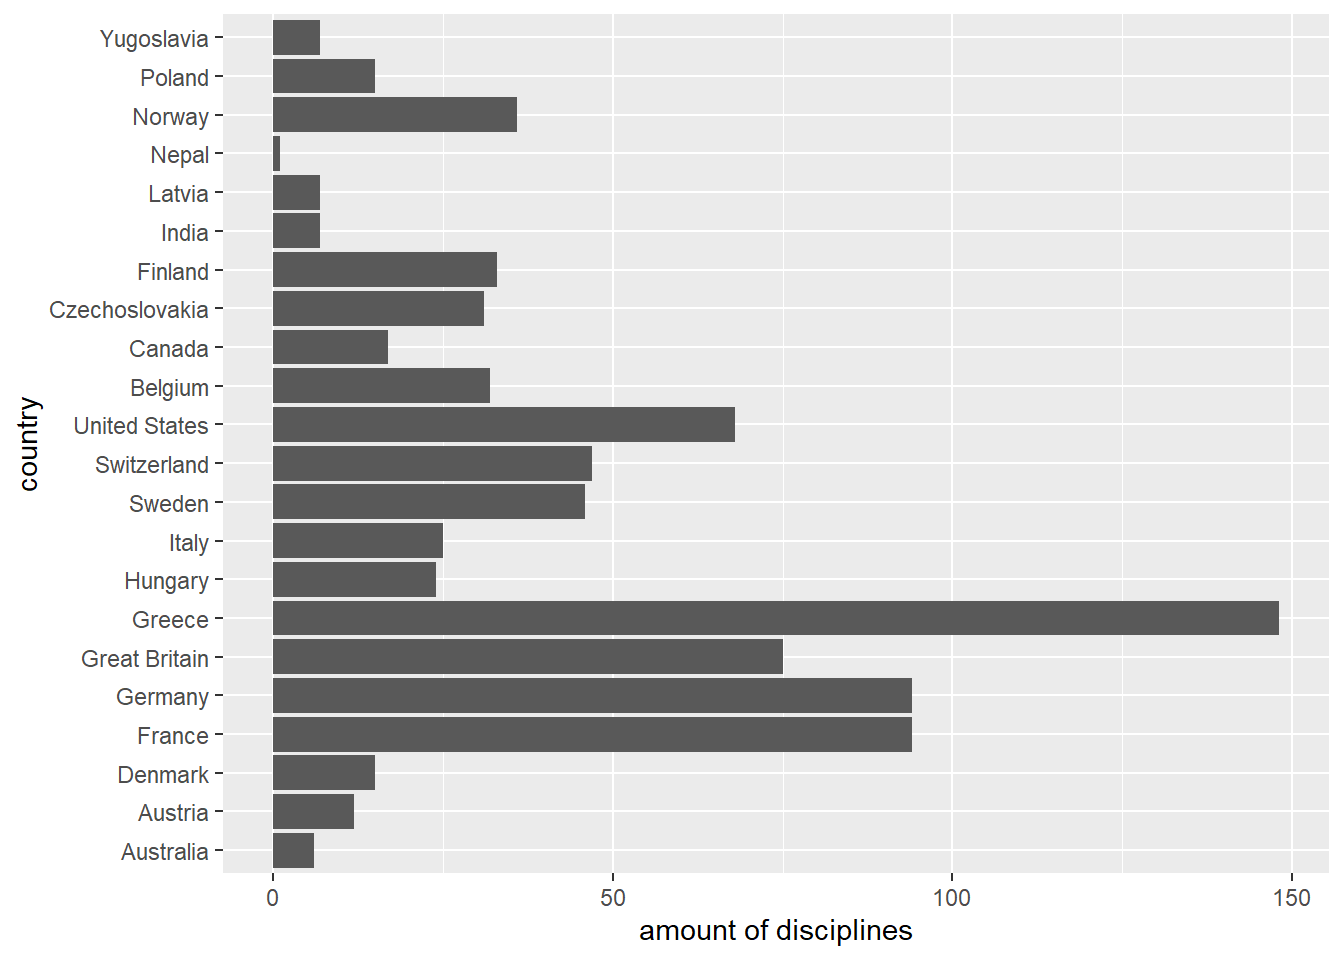 Yugoslavia
Poland
Norway
Nepal
Latvia
India
Finland
Czechoslovakia
Canada
Belgium
United States
Switzerland
Sweden
Italy
Hungary
Greece
Great Britain
Germany
France
Denmark
Austria
Australia
country
0 50 100 150
amount of disciplines